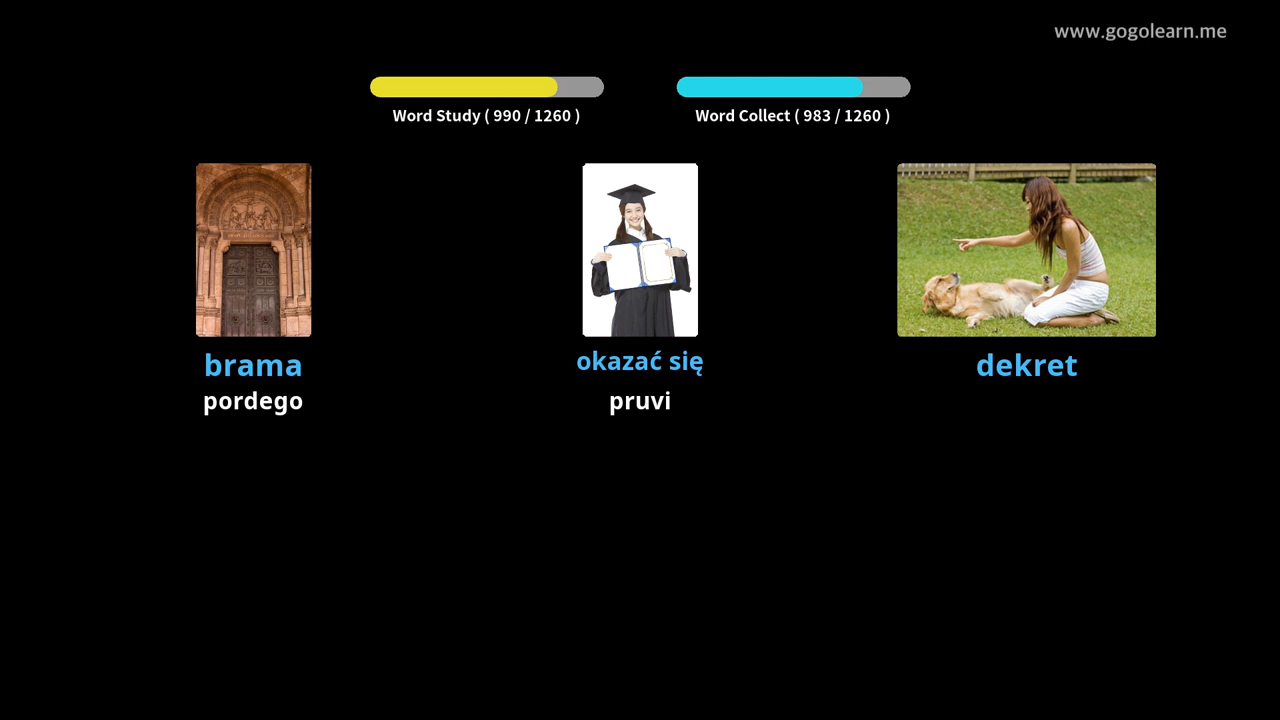 www.gogolearn.me
Word Study ( 990 / 1260 )
Word Collect ( 983 / 1260 )
brama
okazać się
dekret
pordego
pruvi